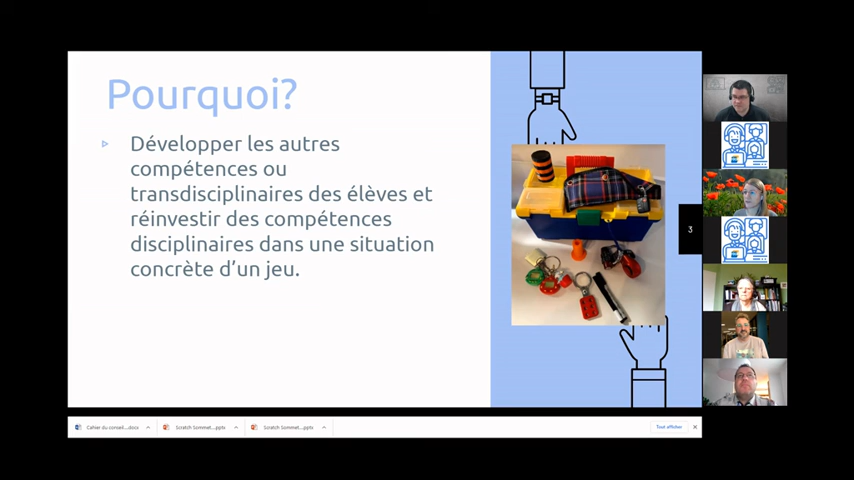 Pourquoi?
Développer les autres
compétences ou
transdisciplinaires des élèves et
réinvestir des compétences
disciplinaires dans une situation
concrète d'un jeu.
3
Cahier du conseil....docx
Scratch Sommet....pptx
Scratch Sommet....pptx
Tout afficher